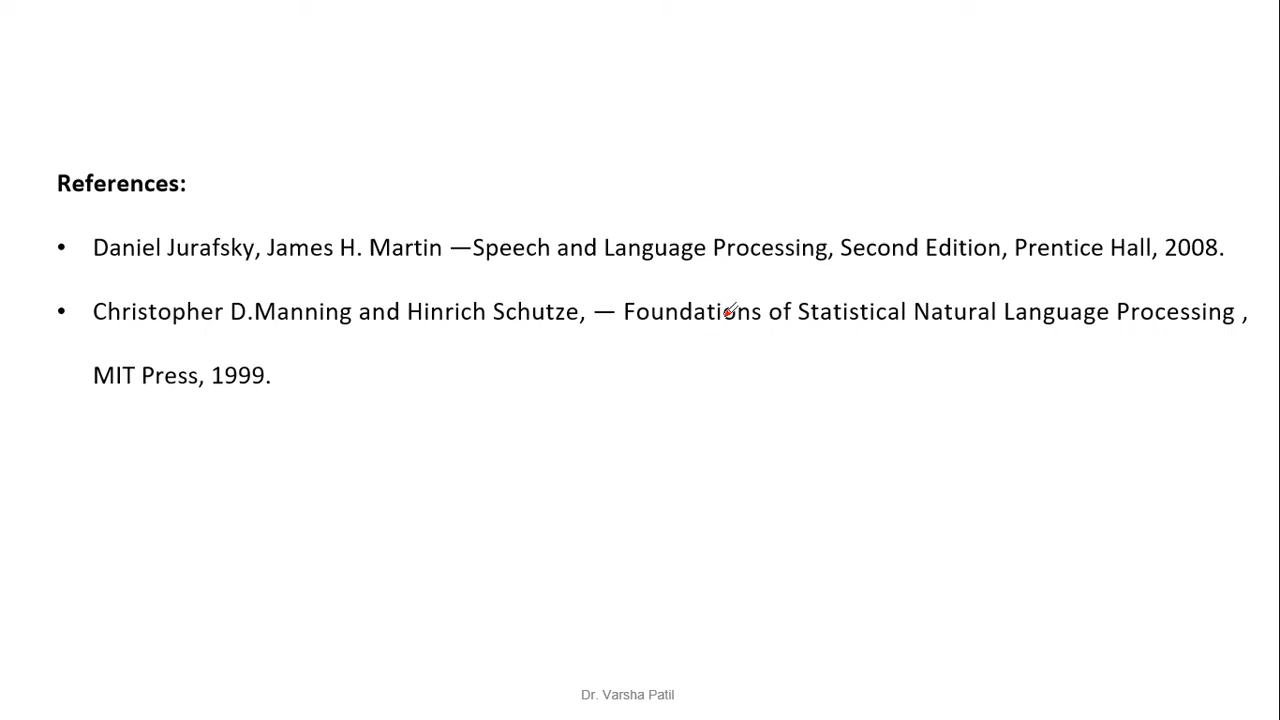 References:
• Daniel Jurafsky, James H. Martin ―Speech and Language Processing, Second Edition, Prentice Hall, 2008.
• Christopher D.Manning and Hinrich Schutze, ― Foundations of Statistical Natural Language Processing ,
MIT Press, 1999.
Dr. Varsha Patil